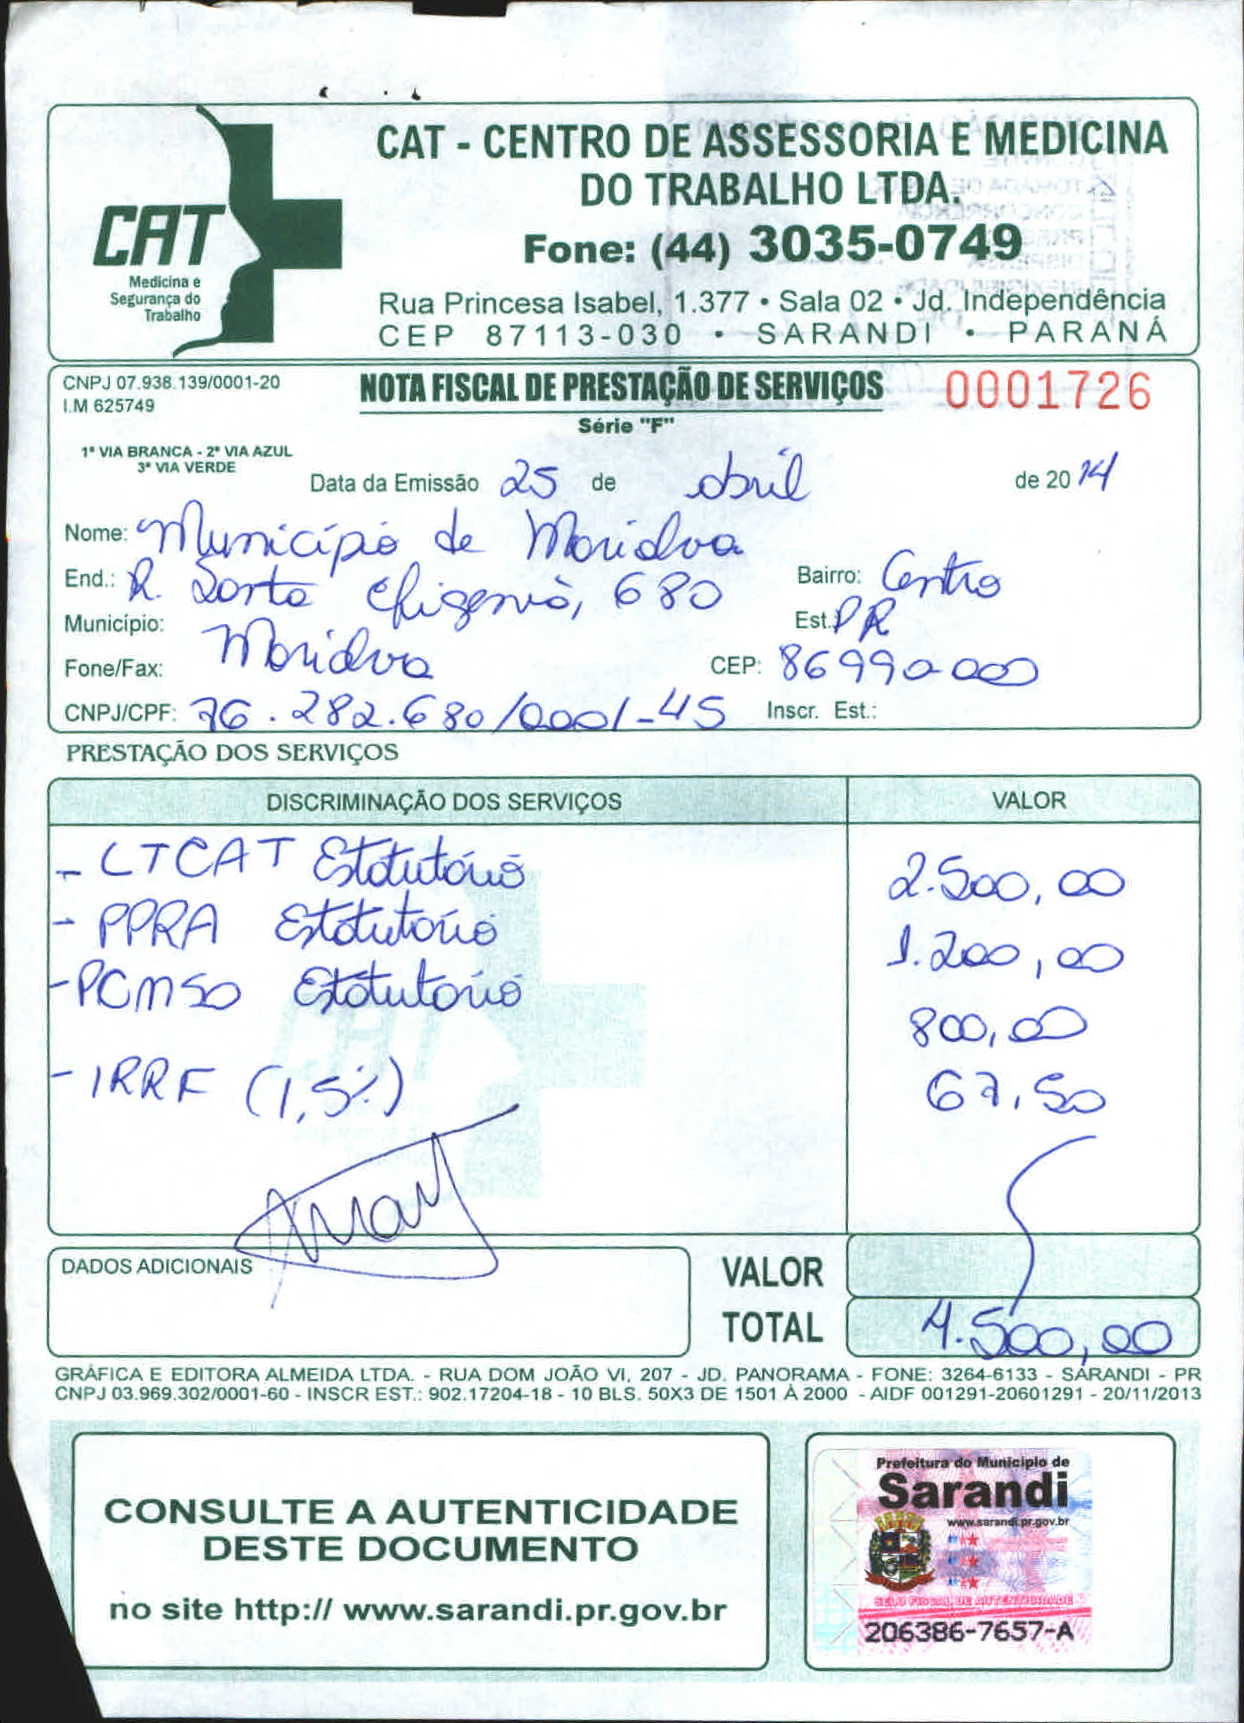 CAT - CENTRO DE ASSESSORIA E MEDICINA
DO TRABALHO LTDA.
Fone: (44) 3035-0749
Rua Princesa Isabel, 1.377 • Sala 02 • Jd. Independência
CEP 87113-030 • SARANDI • PARANÁ
CAT
Medicina e
Segurança do
Trabalho
CNPJ 07.938.139/0001-20
I.M 625749
NOTA FISCAL DE PRESTAÇÃO DE SERVIÇOS 0001726
Série "F"
1ª VIA BRANCA - 2ª VIA AZUL
3ª VIA VERDE
Data da Emissão 25 de abril de 2014
Nome: Município de Marialva
End.: R. Santa Efigenia, 680 Bairro: Centro
Município: Marialva Est. PR
Fone/Fax: CEP: 86990-000
CNPJ/CPF: 76.282.680/0001-45 Inscr. Est.:
PRESTAÇÃO DOS SERVIÇOS
DISCRIMINAÇÃO DOS SERVIÇOS VALOR
- LTCAT Estatutário 2.500,00
- PPRA Estatutário 1.200,00
- PCMSO Estatutário 800,00
- IRRF (1,5%) 67,50
DADOS ADICIONAIS
VALOR
TOTAL 4.500,00
GRÁFICA E EDITORA ALMEIDA LTDA. - RUA DOM JOÃO VI, 207 - JD. PANORAMA - FONE: 3264-6133 - SARANDI - PR
CNPJ 03.969.302/0001-60 - INSCR EST.: 902.17204-18 - 10 BLS. 50X3 DE 1501 À 2000 - AIDF 001291-20601291 - 20/11/2013
CONSULTE A AUTENTICIDADE
DESTE DOCUMENTO
no site http:// www.sarandi.pr.gov.br
Prefeitura do Município de
Sarandi
www.sarandi.pr.gov.br
SELO FISCAL DE AUTENTICIDADE
206386-7657-A